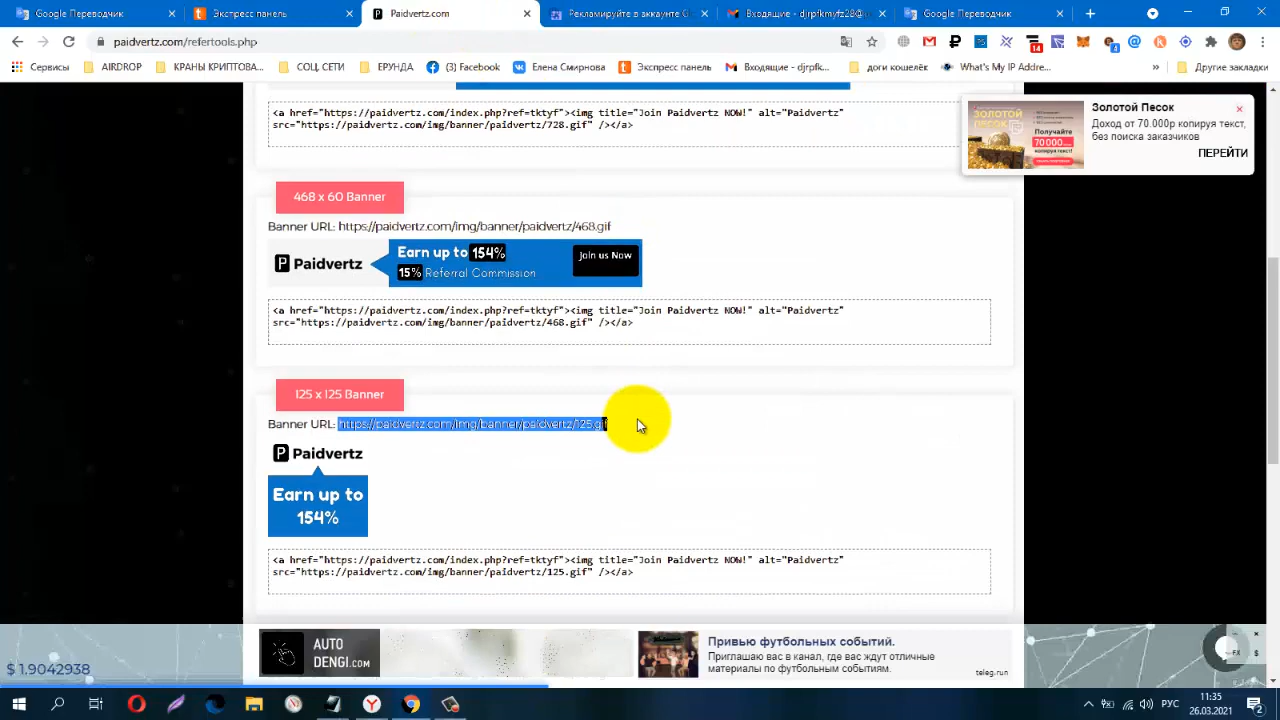 Google Переводчик
Экспресс панель
Paidvertz.com
Рекламируйте в аккаунте G
Входящие - djrpfkmyfz28@
Google Переводчик
paidvertz.com/refertools.php
14
Сервисы
AIRDROP
КРАНЫ КРИПТОВА...
СОЦ. СЕТИ
ЕРУНДА
(3) Facebook
Елена Смирнова
Экспресс панель
Входящие - djrpfk...
доги кошелёк
What's My IP Addre...
»
Другие закладки
<a href="https://paidvertz.com/index.php?ref=tktyf"><img title="Join Paidvertz NOW!" alt="Paidvertz"
src="https://paidvertz.com/img/banner/paidvertz/728.gif" /></a>
Золотой Песок
Доход от 70.000р копируя текст,
без поиска заказчиков
ПЕРЕЙТИ
Получайте
70 000
копируя текст!
468 x 60 Banner
Banner URL: https://paidvertz.com/img/banner/paidvertz/468.gif
Paidvertz
Earn up to 154%
15% Referral Commission
Join us Now
<a href="https://paidvertz.com/index.php?ref=tktyf"><img title="Join Paidvertz NOW!" alt="Paidvertz"
src="https://paidvertz.com/img/banner/paidvertz/468.gif" /></a>
125 x 125 Banner
Banner URL: https://paidvertz.com/img/banner/paidvertz/125.gif
Paidvertz
Earn up to
154%
<a href="https://paidvertz.com/index.php?ref=tktyf"><img title="Join Paidvertz NOW!" alt="Paidvertz"
src="https://paidvertz.com/img/banner/paidvertz/125.gif" /></a>
$ 1.9042938
AUTO
DENGI.COM
Привью футбольных событий.
Приглашаю вас в канал, где вас ждут отличные
материалы по футбольным событиям.
teleg.run
РУС
11:35
26.03.2021
2